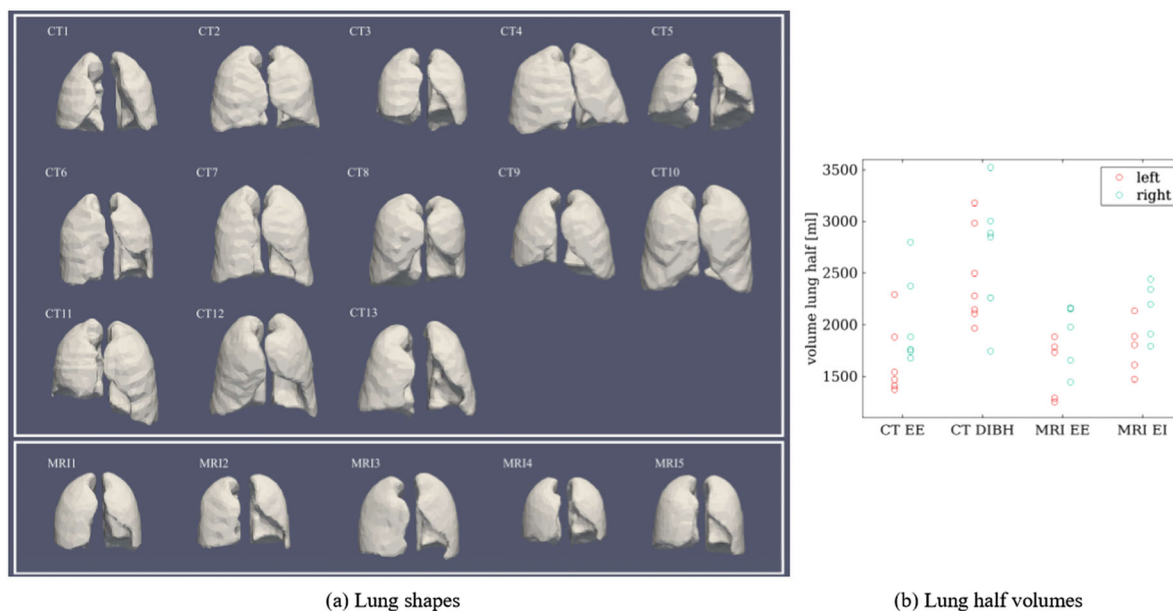 CT1 CT2 CT3 CT4 CT5
CT6 CT7 CT8 CT9 CT10
CT11 CT12 CT13
MRI1 MRI2 MRI3 MRI4 MRI5
(a) Lung shapes
volume lung half [ml]
3500
3000
2500
2000
1500
left
right
CT EE CT DIBH MRI EE MRI EI
(b) Lung half volumes